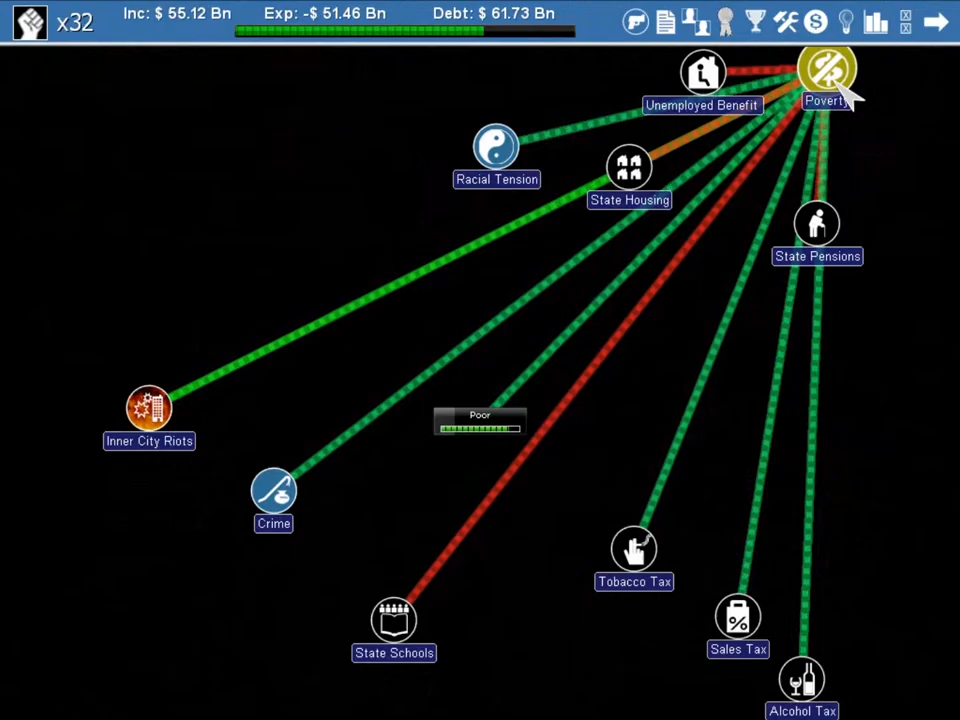 x32
Inc: $ 55.12 Bn
Exp: -$ 51.46 Bn
Debt: $ 61.73 Bn
Unemployed Benefit
Poverty
Racial Tension
State Housing
State Pensions
Poor
Inner City Riots
Crime
Tobacco Tax
State Schools
Sales Tax
Alcohol Tax